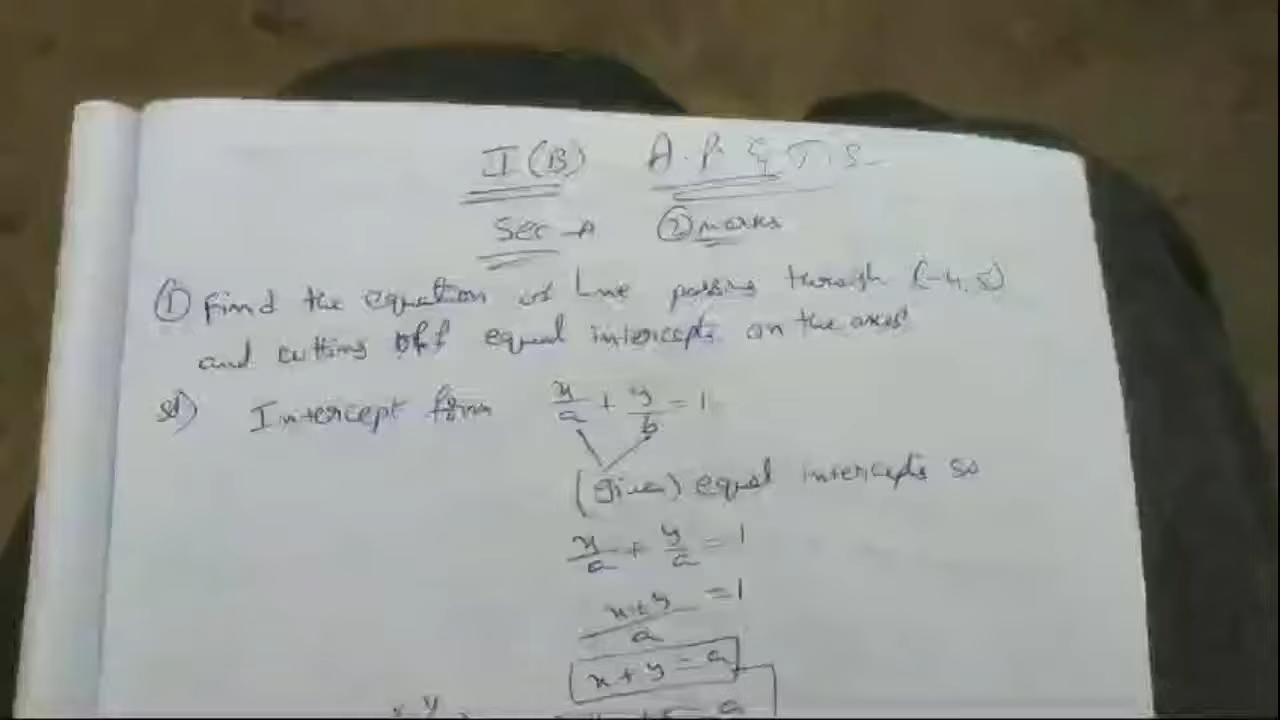 I(B) A.P & T.S
Sec-A ② marks
① Find the equation of Line passing through (-4,5)
and cutting off equal intercepts on the axes.
sol) Intercept form x/a + y/b = 1
(given) equal intercepts so
x/a + y/a = 1
x+y/a = 1
x + y = a
x y